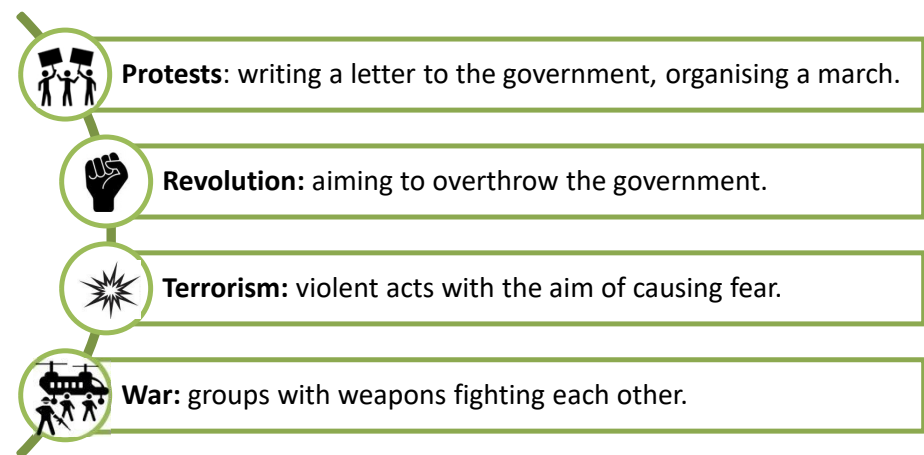 Protests: writing a letter to the government, organising a march.
Revolution: aiming to overthrow the government.
Terrorism: violent acts with the aim of causing fear.
War: groups with weapons fighting each other.